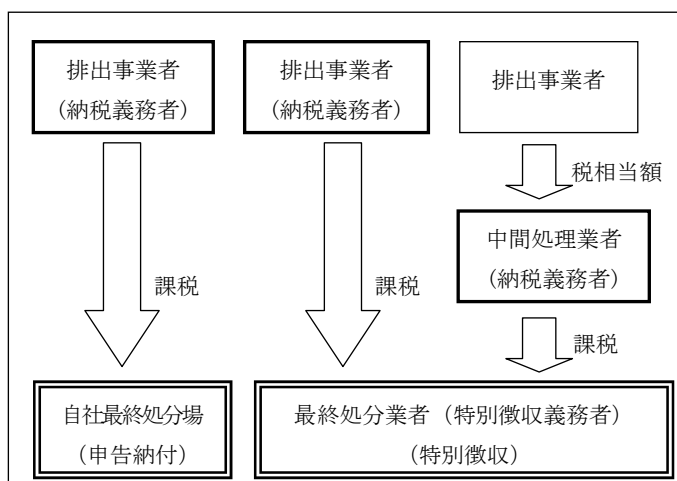 排出事業者
(納税義務者)
排出事業者
(納税義務者)
排出事業者
税相当額
中間処理業者
(納税義務者)
課税
課税
課税
自社最終処分場
(申告納付)
最終処分業者(特別徴収義務者)
(特別徴収)